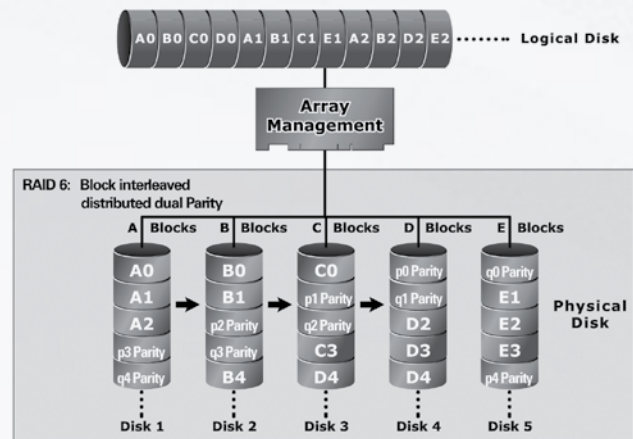 A0 B0 C0 D0 A1 B1 C1 E1 A2 B2 D2 E2
Logical Disk
Array
Management
RAID 6: Block interleaved
distributed dual Parity
A Blocks B Blocks C Blocks D Blocks E Blocks
A0 B0 C0 p0 Parity q0 Parity
A1 B1 p1 Parity q1 Parity E1
A2 p2 Parity q2 Parity D2 E2
p3 Parity q3 Parity C3 D3 E3
q4 Parity B4 D4 D4 p4 Parity
Physical
Disk
Disk 1 Disk 2 Disk 3 Disk 4 Disk 5